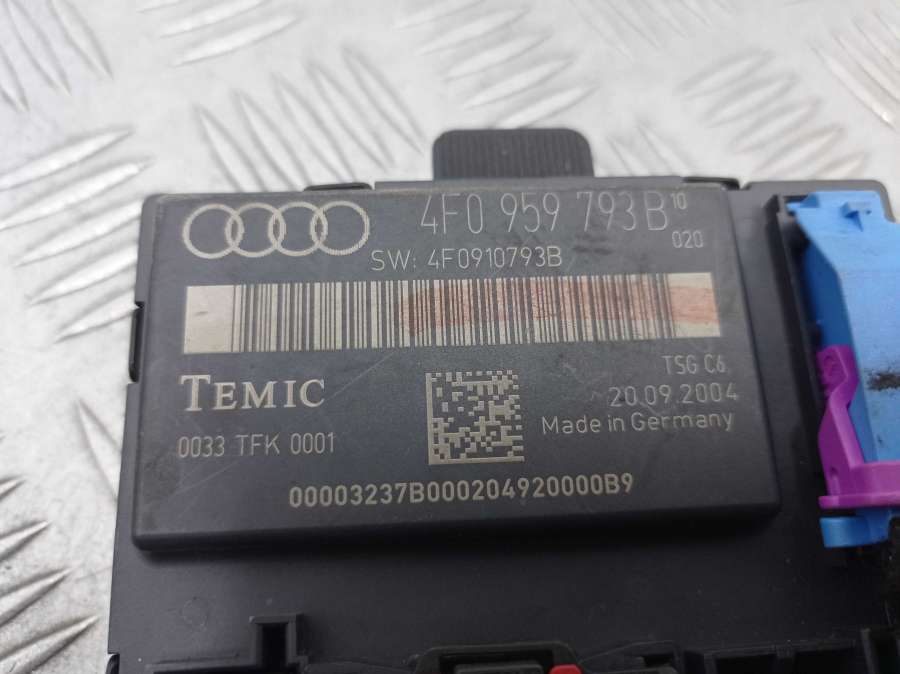 4F0 959 793 B 10
020
SW: 4F0910793B
TEMIC
TSG C6
20.09.2004
0033 TFK 0001
Made in Germany
00003237B000204920000B9